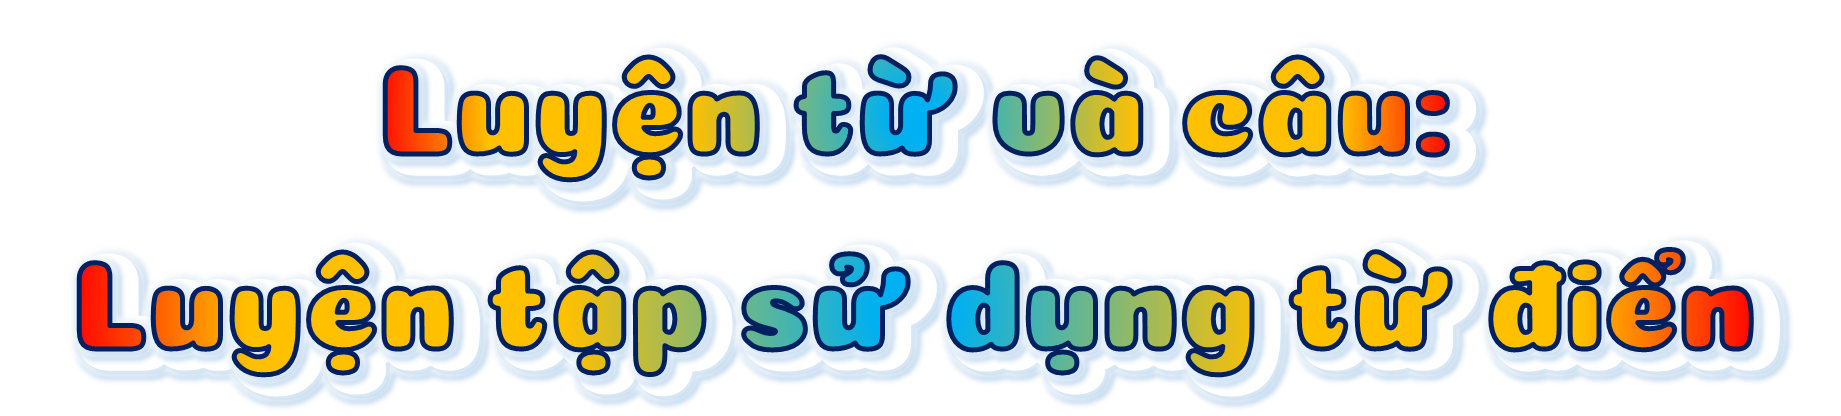 Luyện từ và câu:
Luyện tập sử dụng từ điển